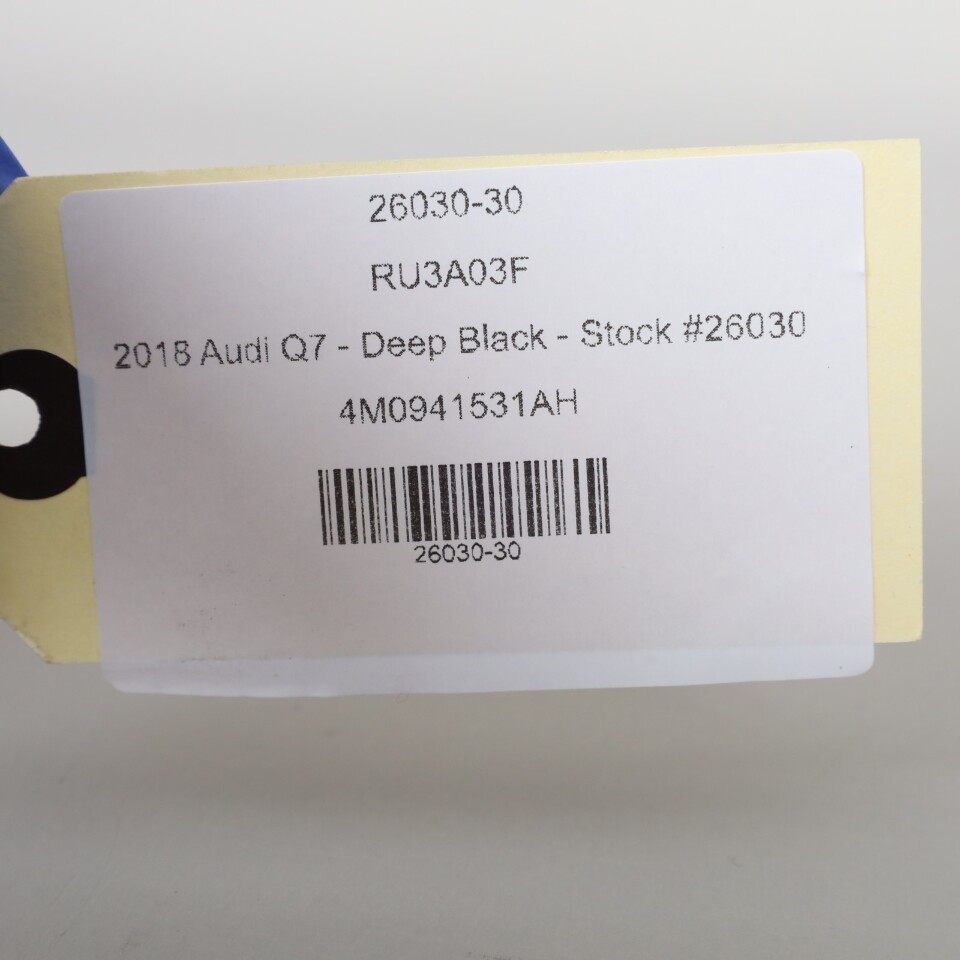 26030-30
RU3A03F
2018 Audi Q7 - Deep Black - Stock #26030
4M0941531AH
26030-30